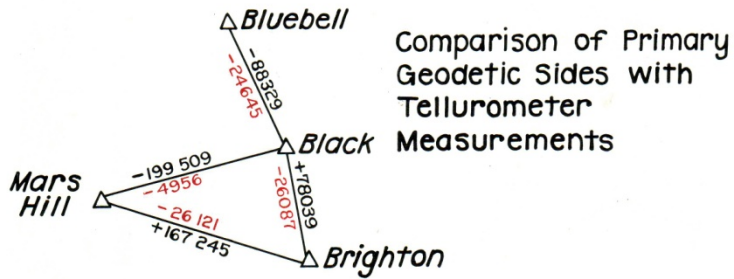 Bluebell
Comparison of Primary
Geodetic Sides with
Tellurometer
Measurements
-88329
-24645
Black
-199 509
-4956
+78039
-26087
Mars
Hill
-26 121
+167 245
Brighton